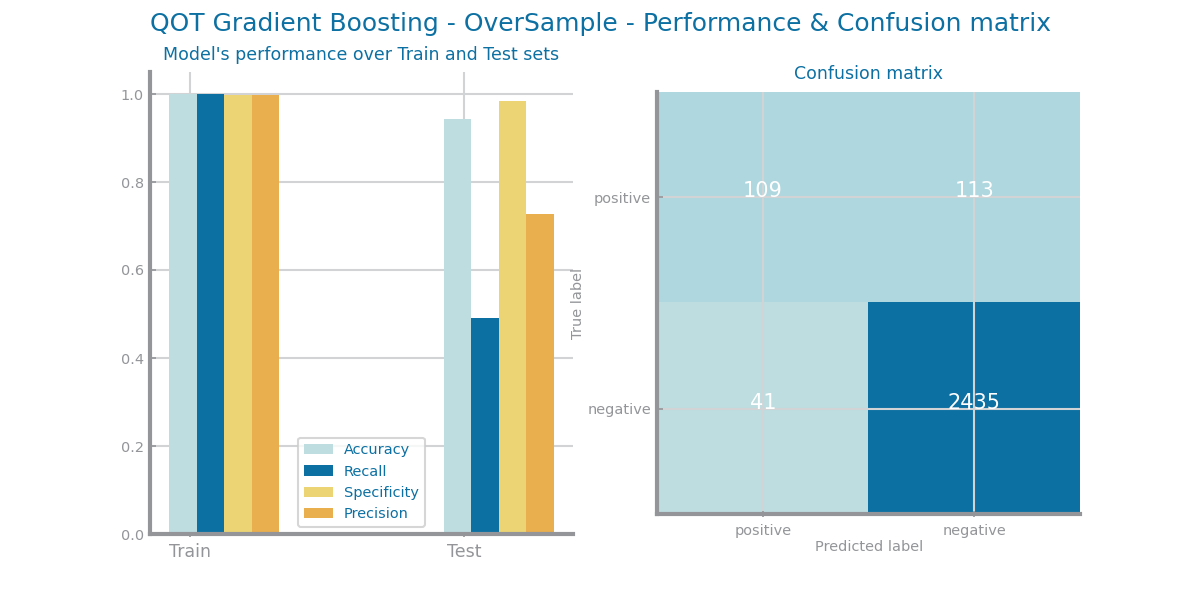 QOT Gradient Boosting - OverSample - Performance & Confusion matrix
Model's performance over Train and Test sets
1.0
0.8
0.6
0.4
0.2
0.0
Train
Test
Accuracy
Recall
Specificity
Precision
Confusion matrix
True label
positive
negative
109
113
41
2435
positive
negative
Predicted label